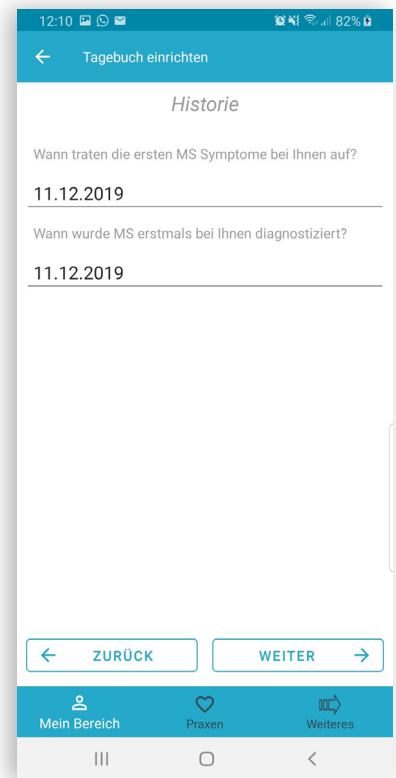 12:10 82%
Tagebuch einrichten
Historie
Wann traten die ersten MS Symptome bei Ihnen auf?
11.12.2019
Wann wurde MS erstmals bei Ihnen diagnostiziert?
11.12.2019
ZURÜCK WEITER
Mein Bereich Praxen Weiteres